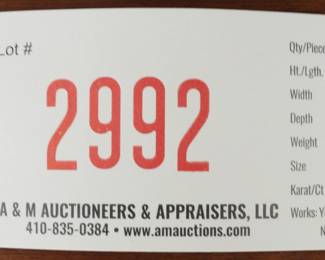 Lot #
2992
A & M AUCTIONEERS & APPRAISERS, LLC
410-835-0384 • www.amauctions.com
Qty/Piece
Ht./Lgth.
Width
Depth
Weight
Size
Karat/Ct
Works: